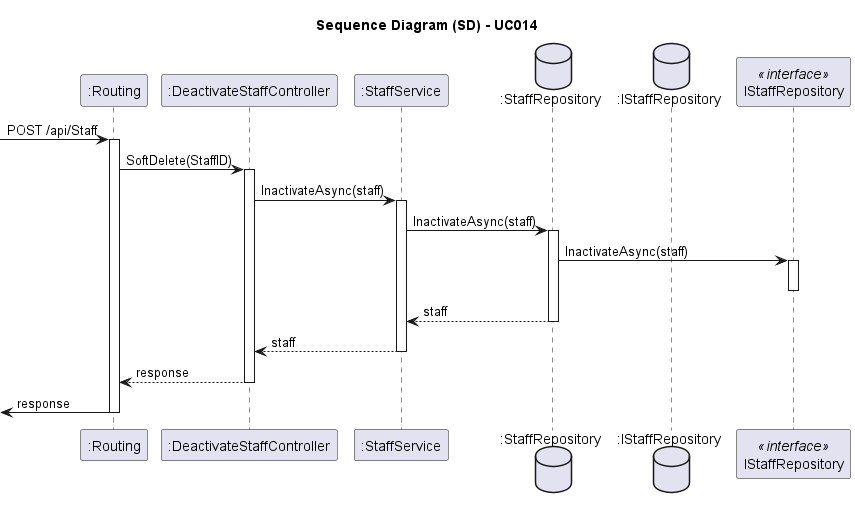 Sequence Diagram (SD) - UC014
:Routing
:DeactivateStaffController
:StaffService
:StaffRepository
:IStaffRepository
«interface»
IStaffRepository
POST /api/Staff
SoftDelete(StaffID)
InactivateAsync(staff)
InactivateAsync(staff)
InactivateAsync(staff)
staff
staff
response
response
:Routing
:DeactivateStaffController
:StaffService
:StaffRepository
:IStaffRepository
«interface»
IStaffRepository